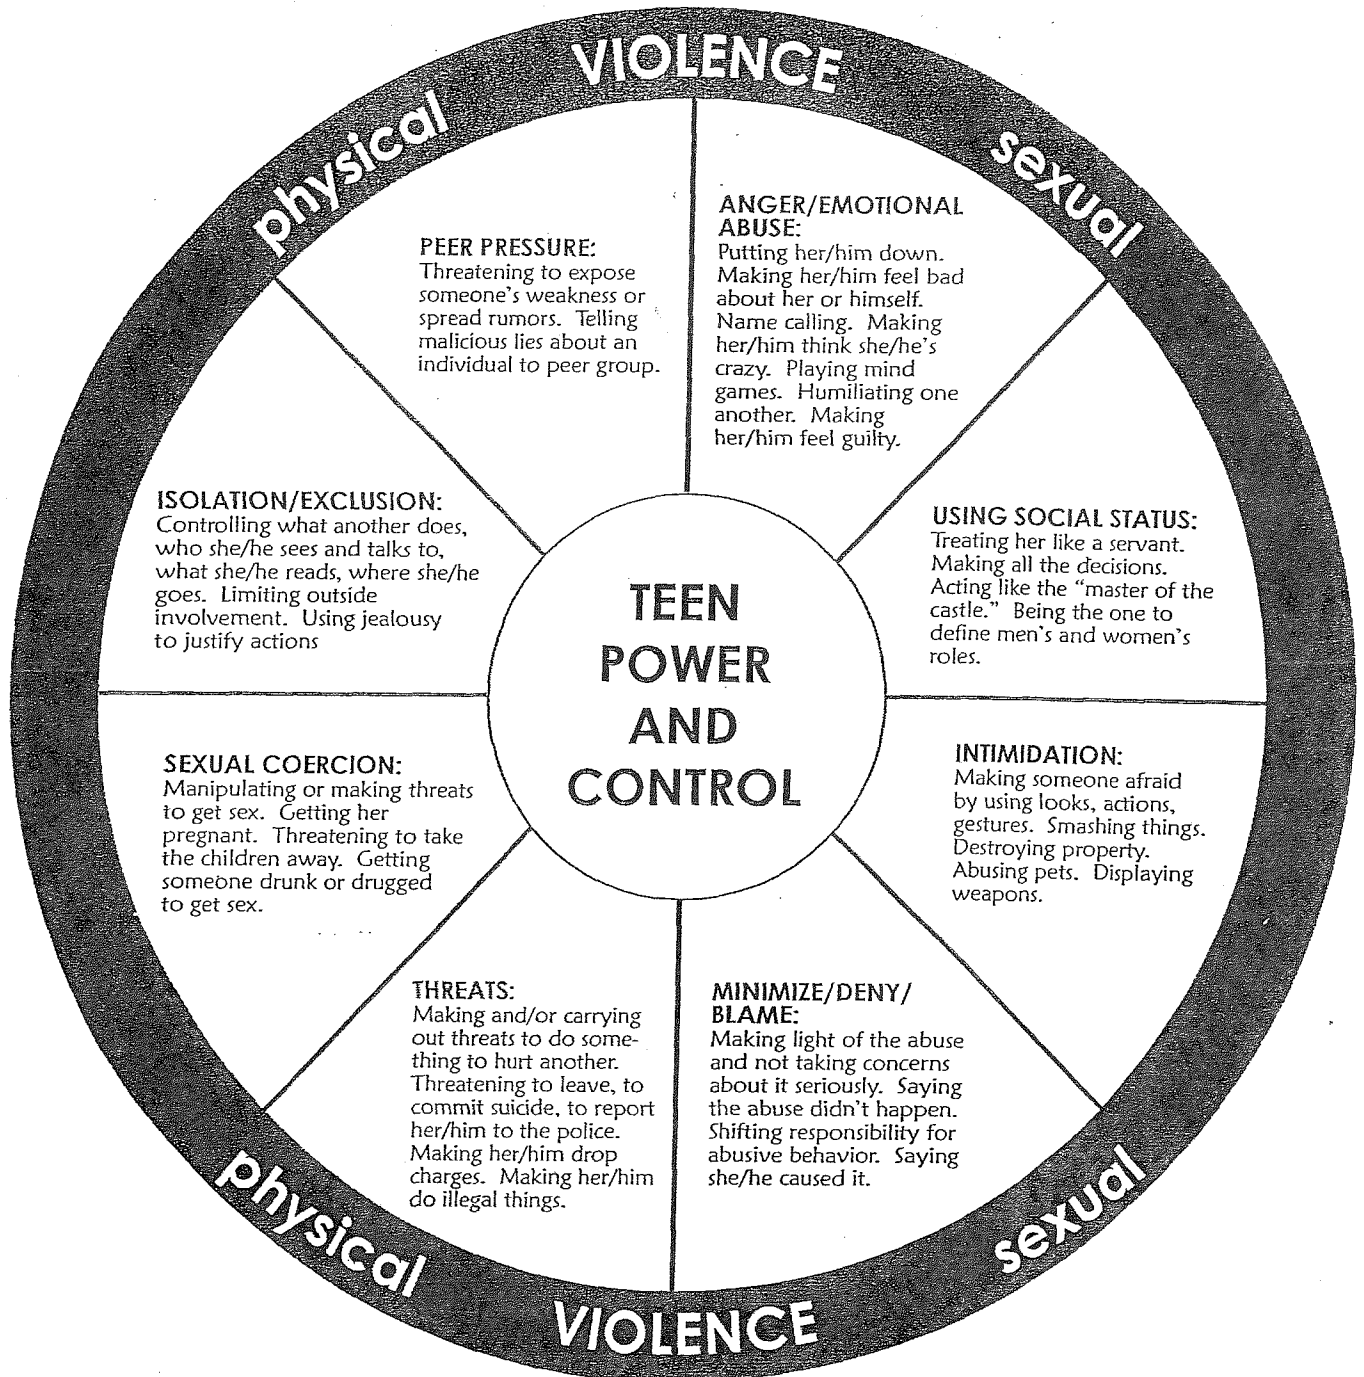 VIOLENCE
physical
sexual
PEER PRESSURE:
Threatening to expose
someone's weakness or
spread rumors. Telling
malicious lies about an
individual to peer group.
ANGER/EMOTIONAL
ABUSE:
Putting her/him down.
Making her/him feel bad
about her or himself.
Name calling. Making
her/him think she/he's
crazy. Playing mind
games. Humiliating one
another. Making
her/him feel guilty.
ISOLATION/EXCLUSION:
Controlling what another does,
who she/he sees and talks to,
what she/he reads, where she/he
goes. Limiting outside
involvement. Using jealousy
to justify actions
USING SOCIAL STATUS:
Treating her like a servant.
Making all the decisions.
Acting like the "master of the
castle." Being the one to
define men's and women's
roles.
TEEN
POWER
AND
CONTROL
SEXUAL COERCION:
Manipulating or making threats
to get sex. Getting her
pregnant. Threatening to take
the children away. Getting
someone drunk or drugged
to get sex.
INTIMIDATION:
Making someone afraid
by using looks, actions,
gestures. Smashing things.
Destroying property.
Abusing pets. Displaying
weapons.
THREATS:
Making and/or carrying
out threats to do some-
thing to hurt another.
Threatening to leave, to
commit suicide, to report
her/him to the police.
Making her/him drop
charges. Making her/him
do illegal things.
MINIMIZE/DENY/
BLAME:
Making light of the abuse
and not taking concerns
about it seriously. Saying
the abuse didn't happen.
Shifting responsibility for
abusive behavior. Saying
she/he caused it.
physical
sexual
VIOLENCE